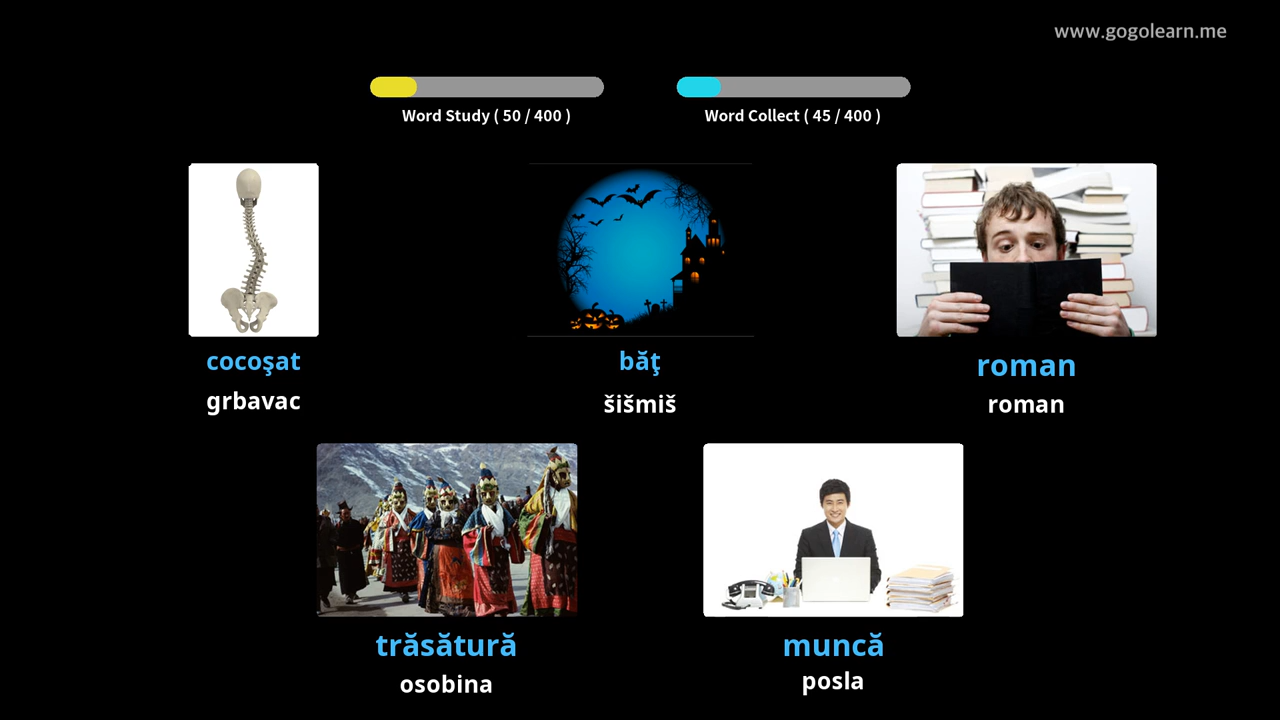 www.gogolearn.me
Word Study ( 50 / 400 )
Word Collect ( 45 / 400 )
cocoşat
grbavac
băţ
šišmiš
roman
roman
trăsătură
osobina
muncă
posla